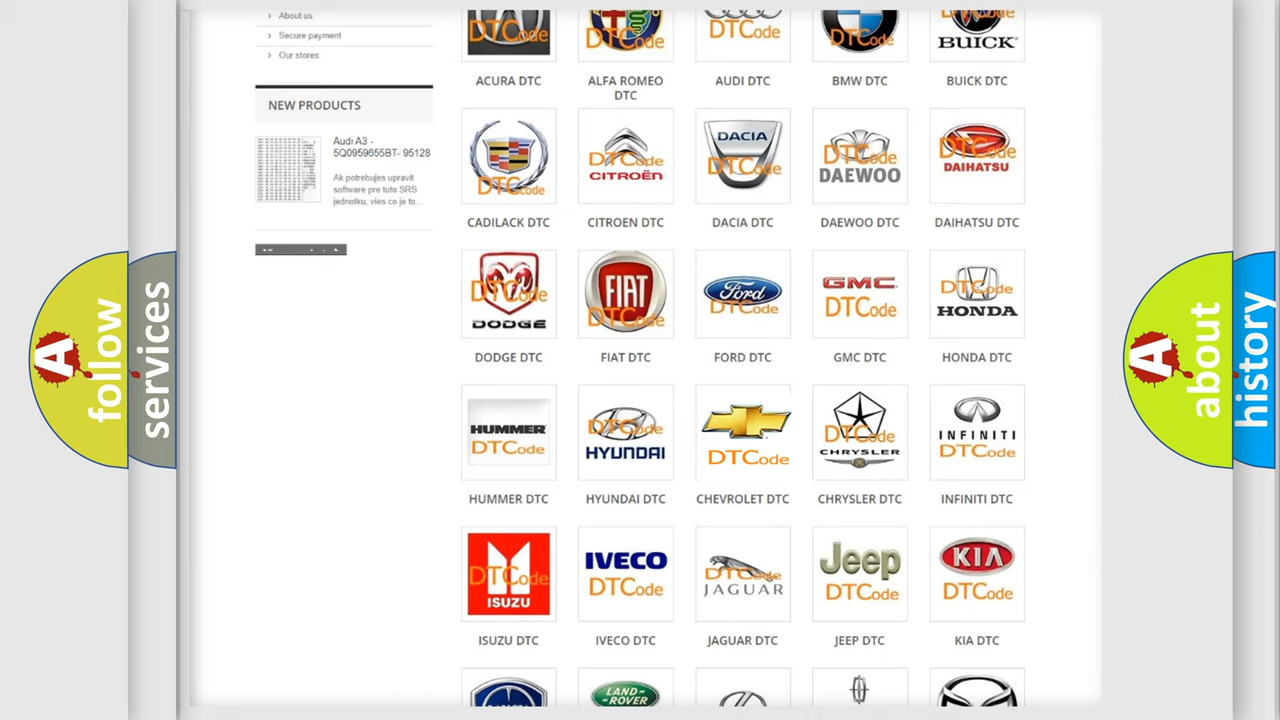 About us
Secure payment
Our stores
NEW PRODUCTS
Audi A3 -
5Q0959655BT- 95128
Ak potrebujes upravit
software pre tuto SRS
jednotku, vies co je to...
DTCode
DTCode
DTCode
DTCode
BUICK
ACURA DTC
ALFA ROMEO
DTC
AUDI DTC
BMW DTC
BUICK DTC
DTCode
DTCode
CITROËN
DACIA
DTCode
DTCode
DAEWOO
DTCode
DAIHATSU
CADILACK DTC
CITROEN DTC
DACIA DTC
DAEWOO DTC
DAIHATSU DTC
DTCode
DODGE
FIAT
DTCode
Ford
DTCode
GMC
DTCode
DTCode
HONDA
DODGE DTC
FIAT DTC
FORD DTC
GMC DTC
HONDA DTC
HUMMER
DTCode
DTCode
HYUNDAI
DTCode
DTCode
CHRYSLER
INFINITI
DTCode
HUMMER DTC
HYUNDAI DTC
CHEVROLET DTC
CHRYSLER DTC
INFINITI DTC
DTCode
ISUZU
IVECO
DTCode
DTCode
JAGUAR
Jeep
DTCode
KIA
DTCode
ISUZU DTC
IVECO DTC
JAGUAR DTC
JEEP DTC
KIA DTC
LAND-
ROVER
A
follow
services
A
about
history